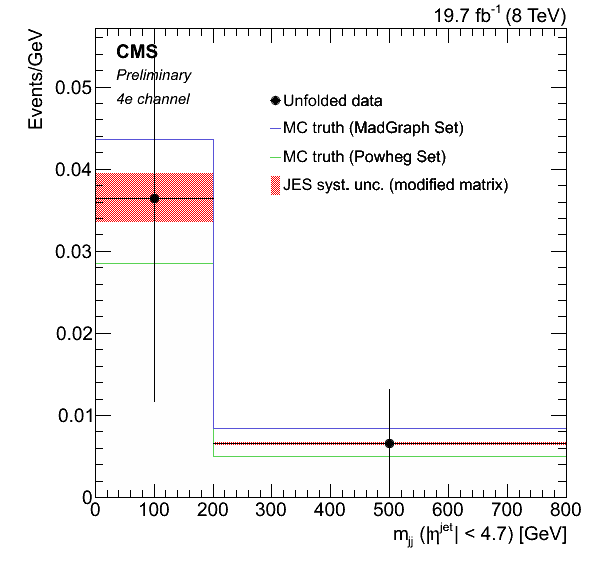 19.7 fb⁻¹ (8 TeV)
Events/GeV
CMS
Preliminary
4e channel
Unfolded data
MC truth (MadGraph Set)
MC truth (Powheg Set)
JES syst. unc. (modified matrix)
0.05
0.04
0.03
0.02
0.01
0
0 100 200 300 400 500 600 700 800
m_jj (|η^jet| < 4.7) [GeV]